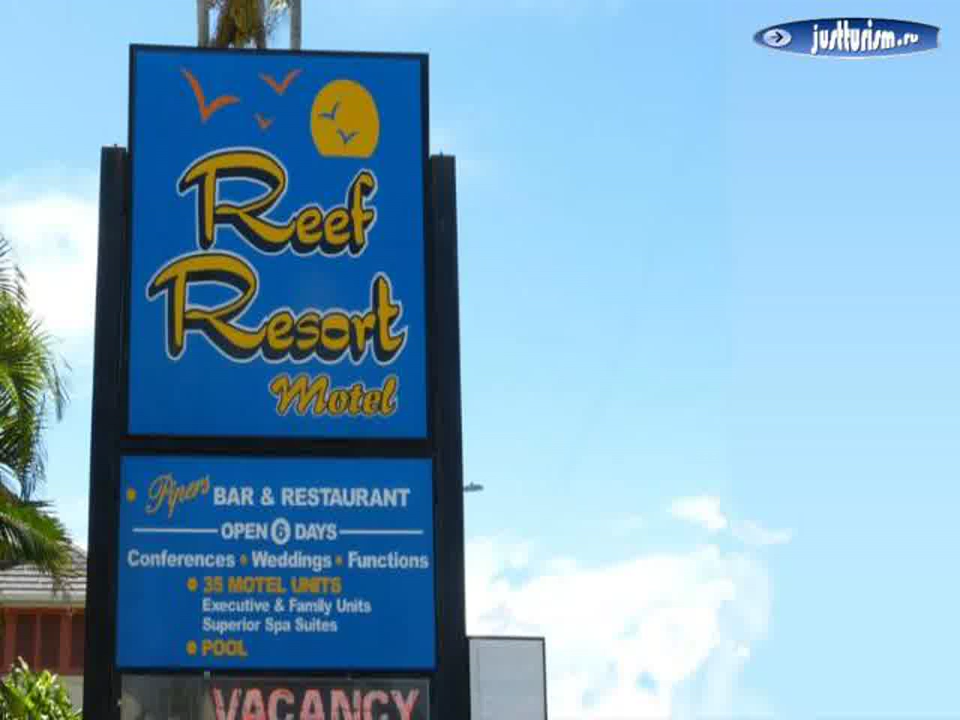 justturism.ru
Reef
Resort
Motel
Pipers BAR & RESTAURANT
OPEN 6 DAYS
Conferences • Weddings • Functions
• 35 MOTEL UNITS
Executive & Family Units
Superior Spa Suites
• POOL
VACANCY